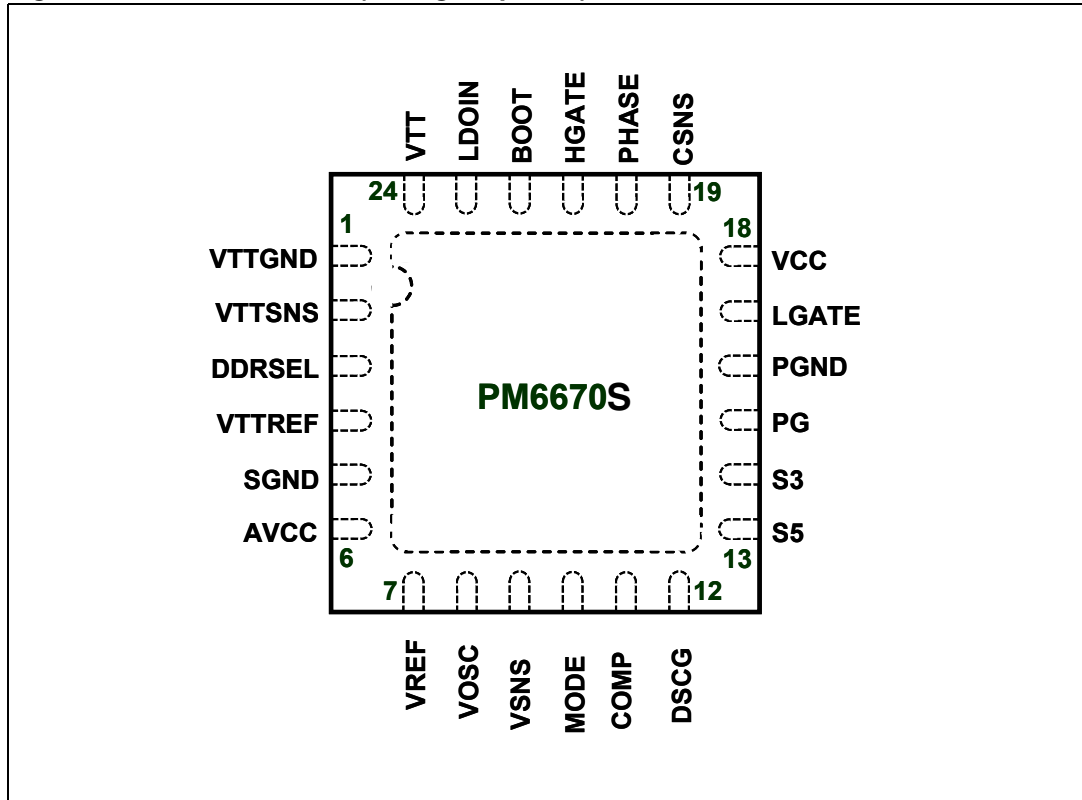 VTT
LDOIN
BOOT
HGATE
PHASE
CSNS
24
19
1
18
VTTGND
VCC
VTTSNS
LGATE
DDRSEL
PGND
PM6670S
VTTREF
PG
SGND
S3
AVCC
S5
6
13
7
12
VREF
VOSC
VSNS
MODE
COMP
DSCG